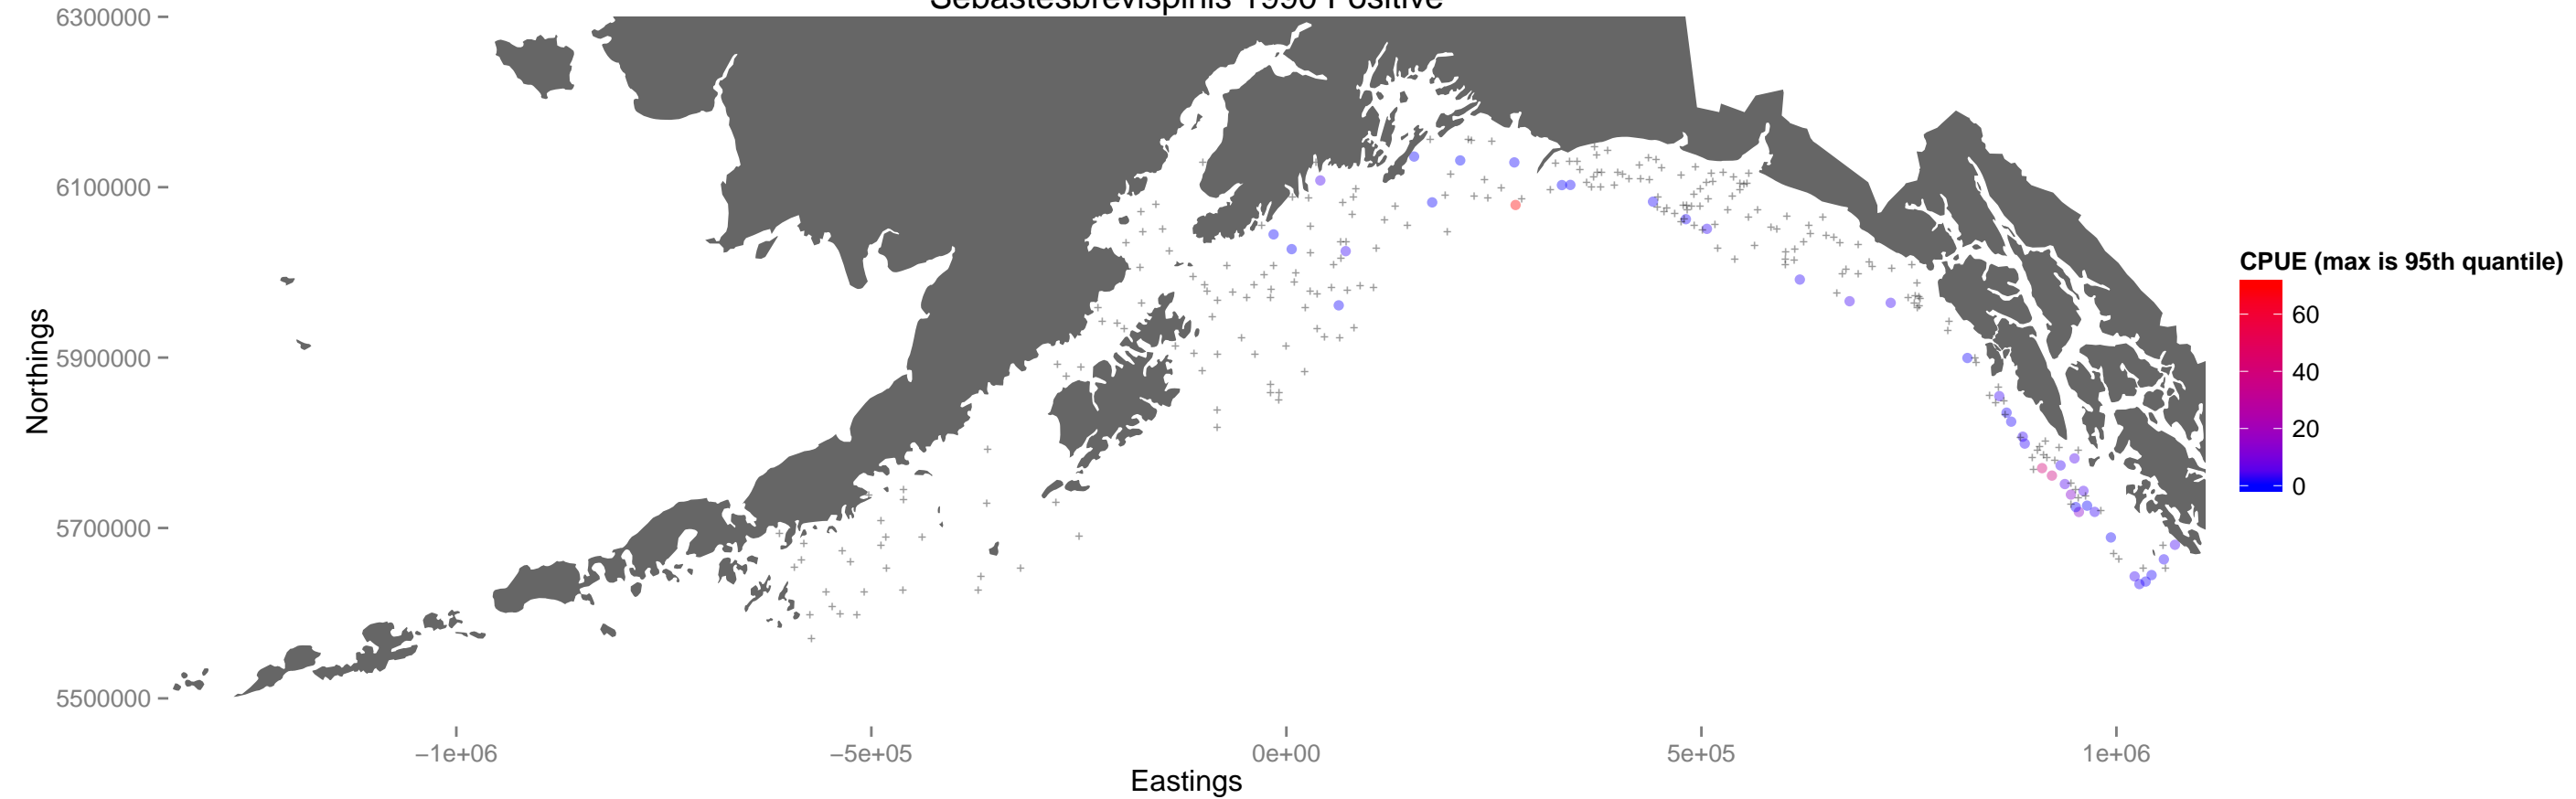 Sebastesbrevispinis 1990 Positive
6300000
6100000
5900000
5700000
5500000
Northings
−1e+06
−5e+05
0e+00
5e+05
1e+06
Eastings
CPUE (max is 95th quantile)
60
40
20
0